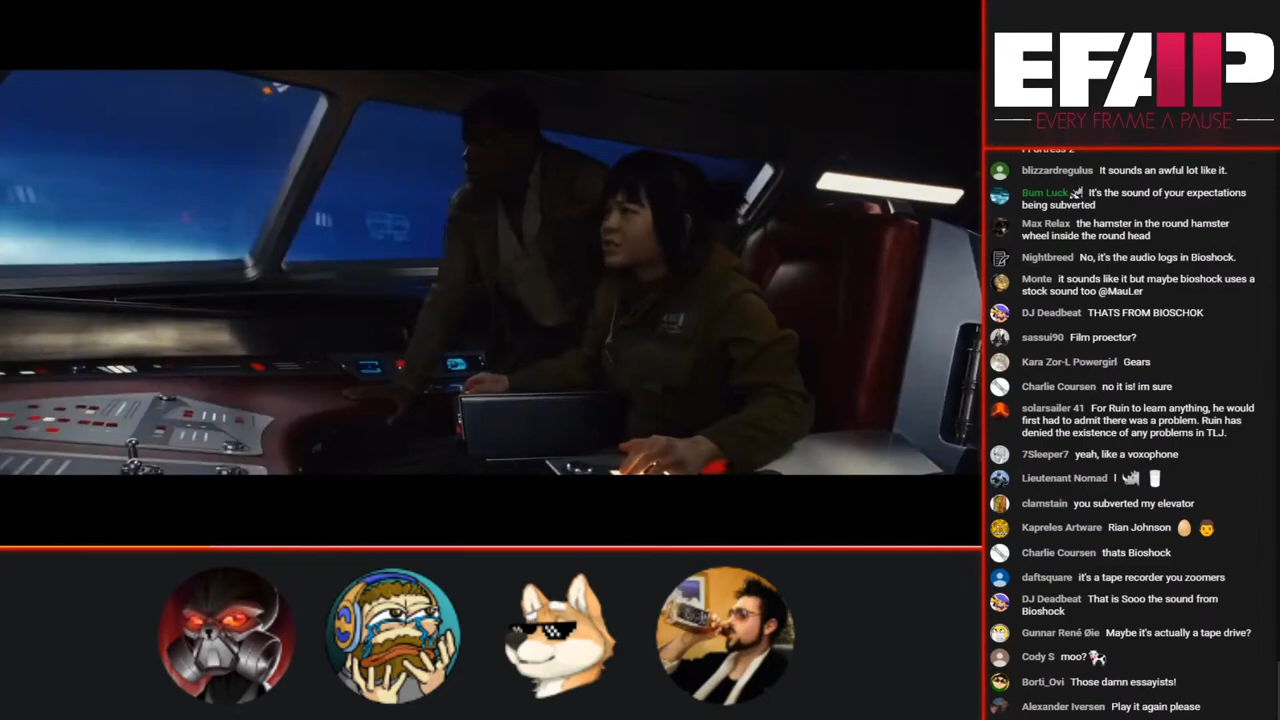 EFAP
EVERY FRAME A PAUSE
Fortress 2
blizzardregulus It sounds an awful lot like it.
Bum Luck It's the sound of your expectations
being subverted
Max Relax the hamster in the round hamster
wheel inside the round head
Nightbreed No, it's the audio logs in Bioshock.
Monte it sounds like it but maybe bioshock uses a
stock sound too @MauLer
DJ Deadbeat THATS FROM BIOSCHOK
sassui90 Film proector?
Kara Zor-L Powergirl Gears
Charlie Coursen no it is! im sure
solarsailer 41 For Ruin to learn anything, he would
first had to admit there was a problem. Ruin has
denied the existence of any problems in TLJ.
7Sleeper7 yeah, like a voxophone
Lieutenant Nomad I
clamstain you subverted my elevator
Kapreles Artware Rian Johnson 🥚 👨
Charlie Coursen thats Bioshock
daftsquare it's a tape recorder you zoomers
DJ Deadbeat That is Sooo the sound from
Bioshock
Gunnar René Øie Maybe it's actually a tape drive?
Cody S moo? 🐄
Borti_Ovi Those damn essayists!
Alexander Iversen Play it again please